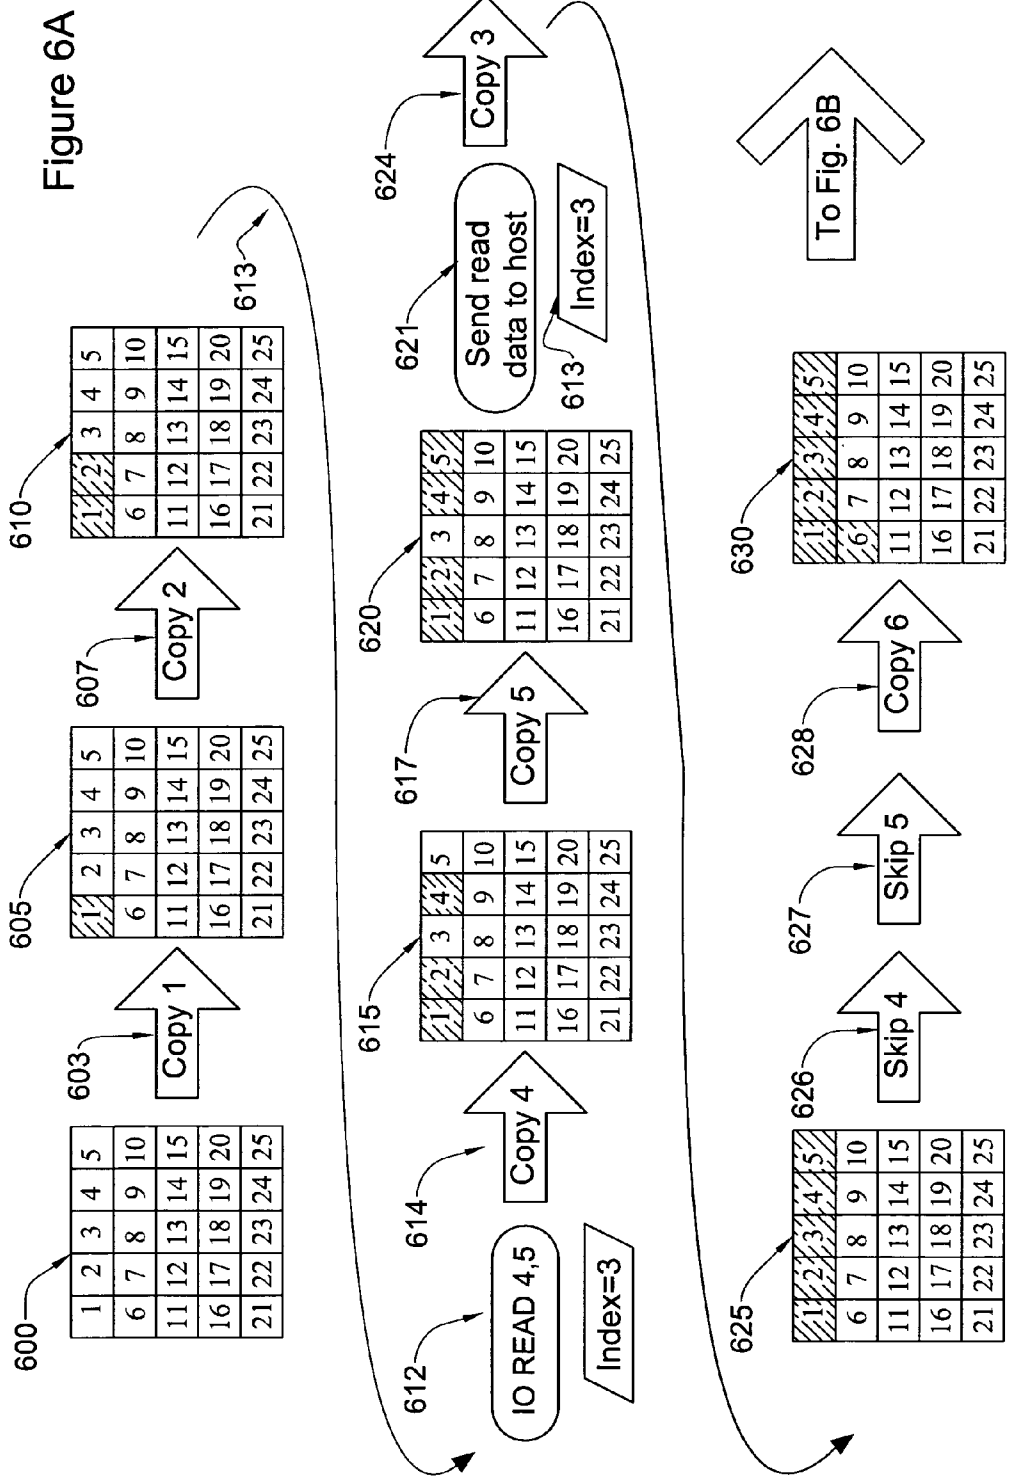 Figure 6A
600
1 2 3 4 5
6 7 8 9 10
11 12 13 14 15
16 17 18 19 20
21 22 23 24 25
603
Copy 1
605
1 2 3 4 5
6 7 8 9 10
11 12 13 14 15
16 17 18 19 20
21 22 23 24 25
607
Copy 2
610
1 2 3 4 5
6 7 8 9 10
11 12 13 14 15
16 17 18 19 20
21 22 23 24 25
613
612
IO READ 4,5
Index=3
614
Copy 4
615
1 2 3 4 5
6 7 8 9 10
11 12 13 14 15
16 17 18 19 20
21 22 23 24 25
617
Copy 5
620
1 2 3 4 5
6 7 8 9 10
11 12 13 14 15
16 17 18 19 20
21 22 23 24 25
621
Send read
data to host
613
Index=3
624
Copy 3
625
1 2 3 4 5
6 7 8 9 10
11 12 13 14 15
16 17 18 19 20
21 22 23 24 25
626
Skip 4
627
Skip 5
628
Copy 6
630
1 2 3 4 5
6 7 8 9 10
11 12 13 14 15
16 17 18 19 20
21 22 23 24 25
To Fig. 6B